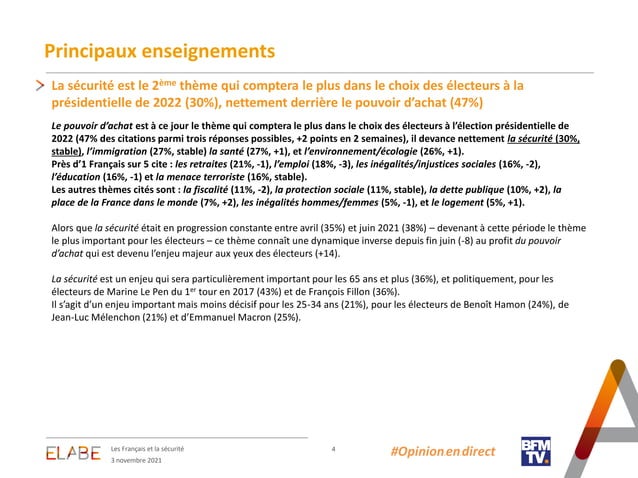 Principaux enseignements
La sécurité est le 2ème thème qui comptera le plus dans le choix des électeurs à la
présidentielle de 2022 (30%), nettement derrière le pouvoir d’achat (47%)
Le pouvoir d’achat est à ce jour le thème qui comptera le plus dans le choix des électeurs à l’élection présidentielle de
2022 (47% des citations parmi trois réponses possibles, +2 points en 2 semaines), il devance nettement la sécurité (30%,
stable), l’immigration (27%, stable) la santé (27%, +1), et l’environnement/écologie (26%, +1).
Près d’1 Français sur 5 cite : les retraites (21%, -1), l’emploi (18%, -3), les inégalités/injustices sociales (16%, -2),
l’éducation (16%, -1) et la menace terroriste (16%, stable).
Les autres thèmes cités sont : la fiscalité (11%, -2), la protection sociale (11%, stable), la dette publique (10%, +2), la
place de la France dans le monde (7%, +2), les inégalités hommes/femmes (5%, -1), et le logement (5%, +1).
Alors que la sécurité était en progression constante entre avril (35%) et juin 2021 (38%) – devenant à cette période le thème
le plus important pour les électeurs – ce thème connaît une dynamique inverse depuis fin juin (-8) au profit du pouvoir
d’achat qui est devenu l’enjeu majeur aux yeux des électeurs (+14).
La sécurité est un enjeu qui sera particulièrement important pour les 65 ans et plus (36%), et politiquement, pour les
électeurs de Marine Le Pen du 1er tour en 2017 (43%) et de François Fillon (36%).
Il s’agit d’un enjeu important mais moins décisif pour les 25-34 ans (21%), pour les électeurs de Benoît Hamon (24%), de
Jean-Luc Mélenchon (21%) et d’Emmanuel Macron (25%).
ELABE
Les Français et la sécurité
3 novembre 2021
4
#Opinionendirect
BFM
TV.